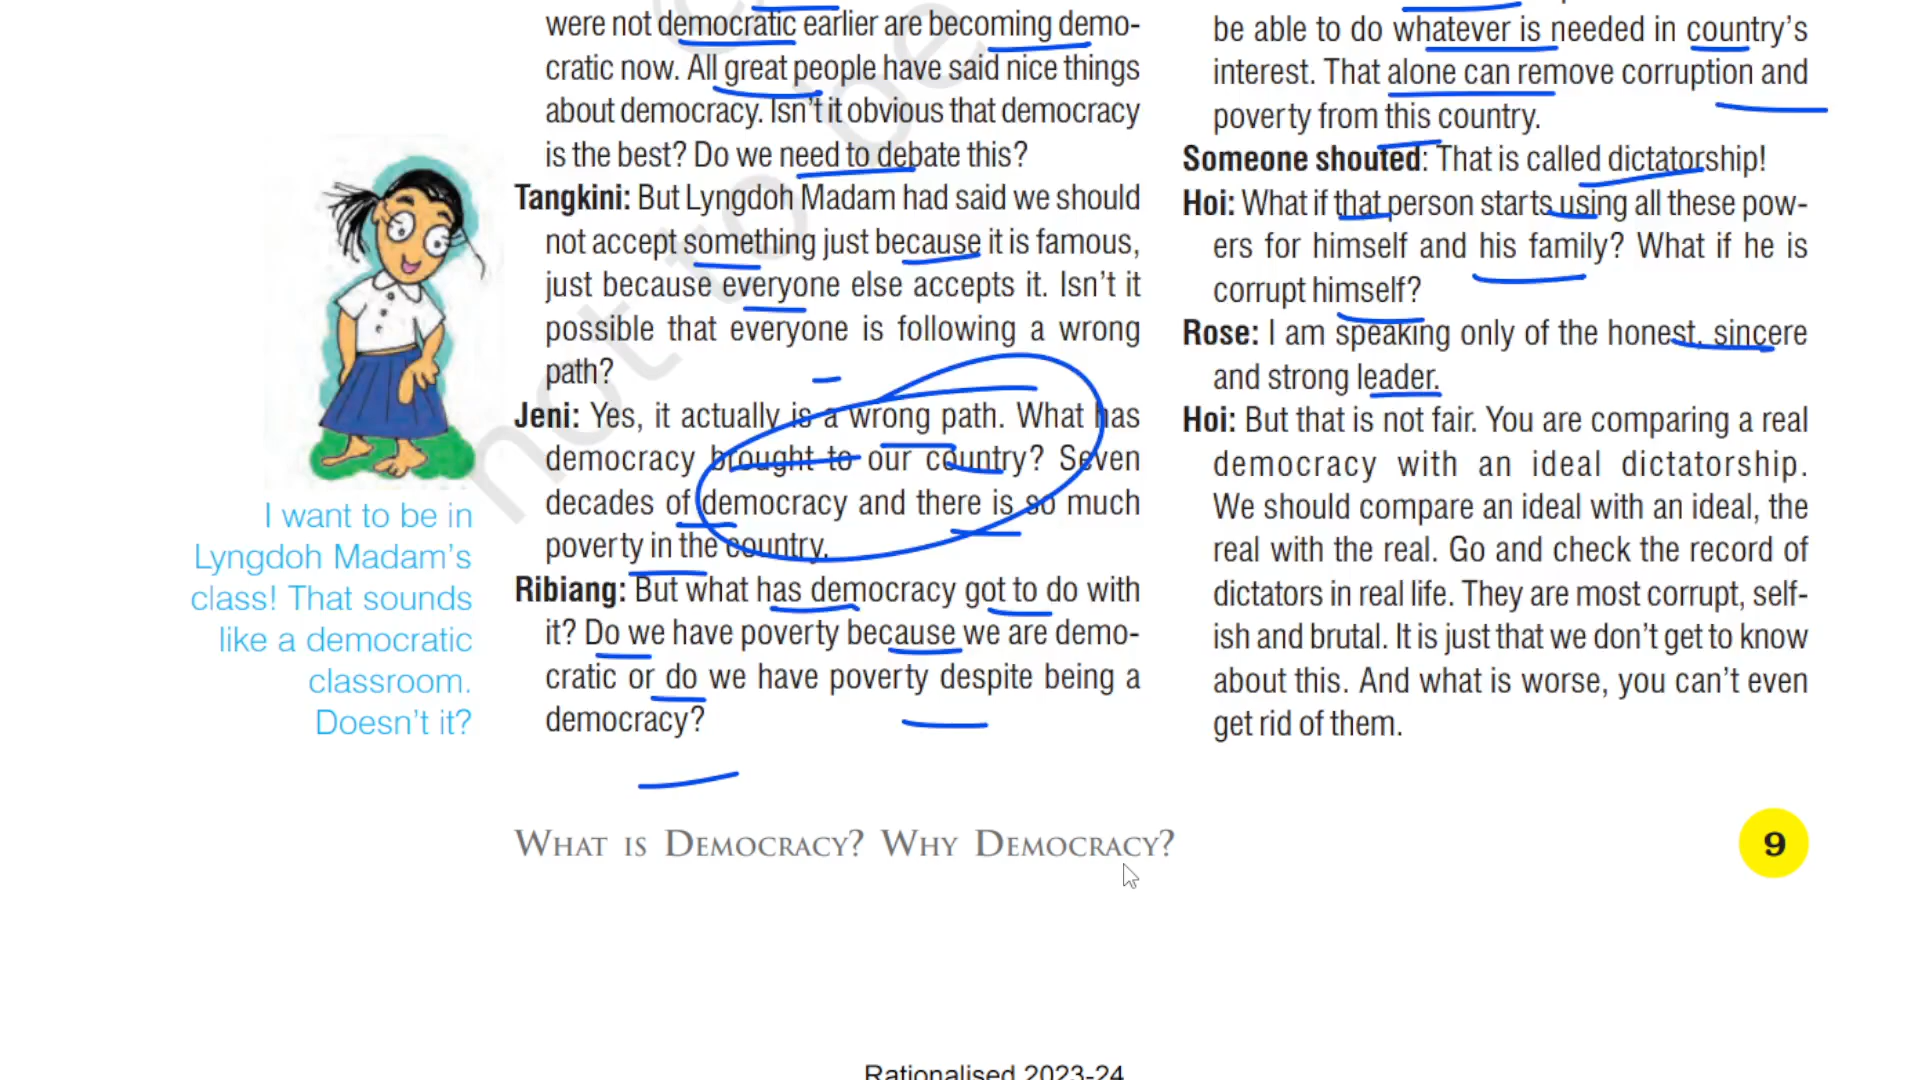 were not democratic earlier are becoming demo-
cratic now. All great people have said nice things
about democracy. Isn't it obvious that democracy
is the best? Do we need to debate this?
Tangkini: But Lyngdoh Madam had said we should
not accept something just because it is famous,
just because everyone else accepts it. Isn't it
possible that everyone is following a wrong
path?
Jeni: Yes, it actually is a wrong path. What has
democracy brought to our country? Seven
decades of democracy and there is so much
poverty in the country.
Ribiang: But what has democracy got to do with
it? Do we have poverty because we are demo-
cratic or do we have poverty despite being a
democracy?
I want to be in
Lyngdoh Madam's
class! That sounds
like a democratic
classroom.
Doesn't it?
be able to do whatever is needed in country's
interest. That alone can remove corruption and
poverty from this country.
Someone shouted: That is called dictatorship!
Hoi: What if that person starts using all these pow-
ers for himself and his family? What if he is
corrupt himself?
Rose: I am speaking only of the honest, sincere
and strong leader.
Hoi: But that is not fair. You are comparing a real
democracy with an ideal dictatorship.
We should compare an ideal with an ideal, the
real with the real. Go and check the record of
dictators in real life. They are most corrupt, self-
ish and brutal. It is just that we don't get to know
about this. And what is worse, you can't even
get rid of them.
not to be
What is Democracy? Why Democracy?
9
Rationalised 2023-24